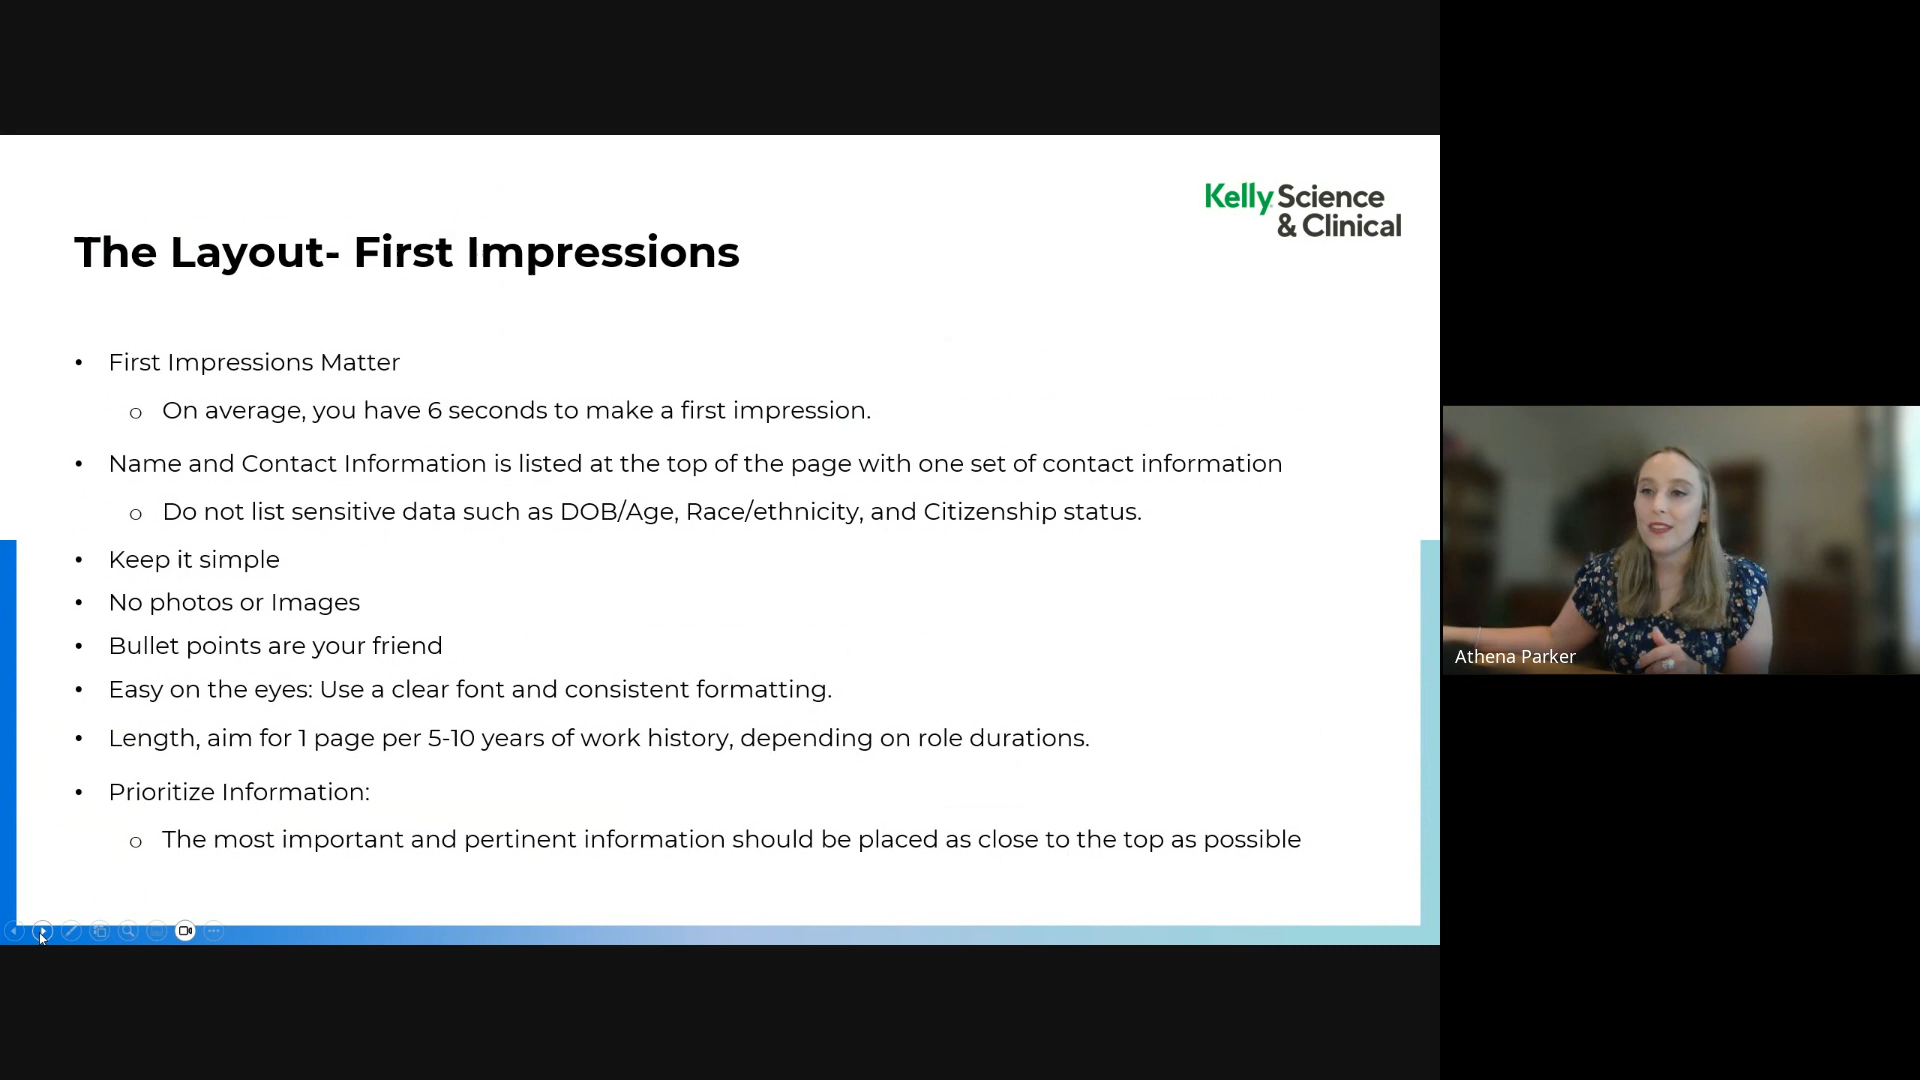 Kelly Science
& Clinical
The Layout- First Impressions
• First Impressions Matter
o On average, you have 6 seconds to make a first impression.
• Name and Contact Information is listed at the top of the page with one set of contact information
o Do not list sensitive data such as DOB/Age, Race/ethnicity, and Citizenship status.
• Keep it simple
• No photos or Images
• Bullet points are your friend
• Easy on the eyes: Use a clear font and consistent formatting.
• Length, aim for 1 page per 5-10 years of work history, depending on role durations.
• Prioritize Information:
o The most important and pertinent information should be placed as close to the top as possible
Athena Parker